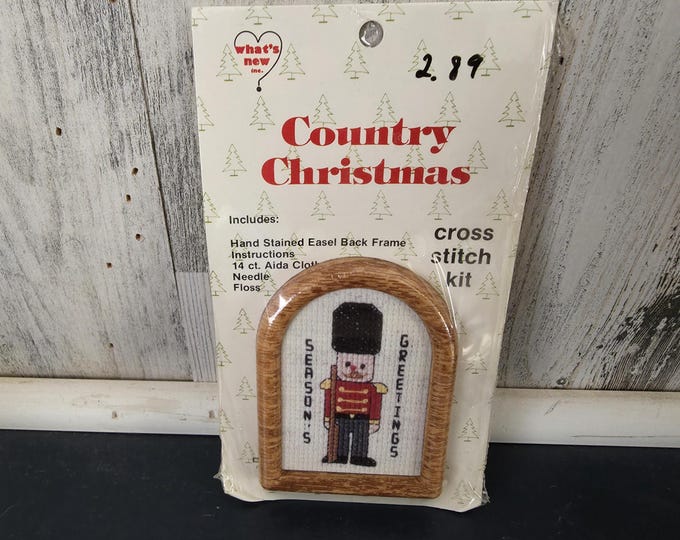 what's
new
inc.
2.89
Country
Christmas
Includes:
Hand Stained Easel Back Frame
Instructions
14 ct. Aida Cloth
Needle
Floss
cross
stitch
kit
SEASON'S
GREETINGS